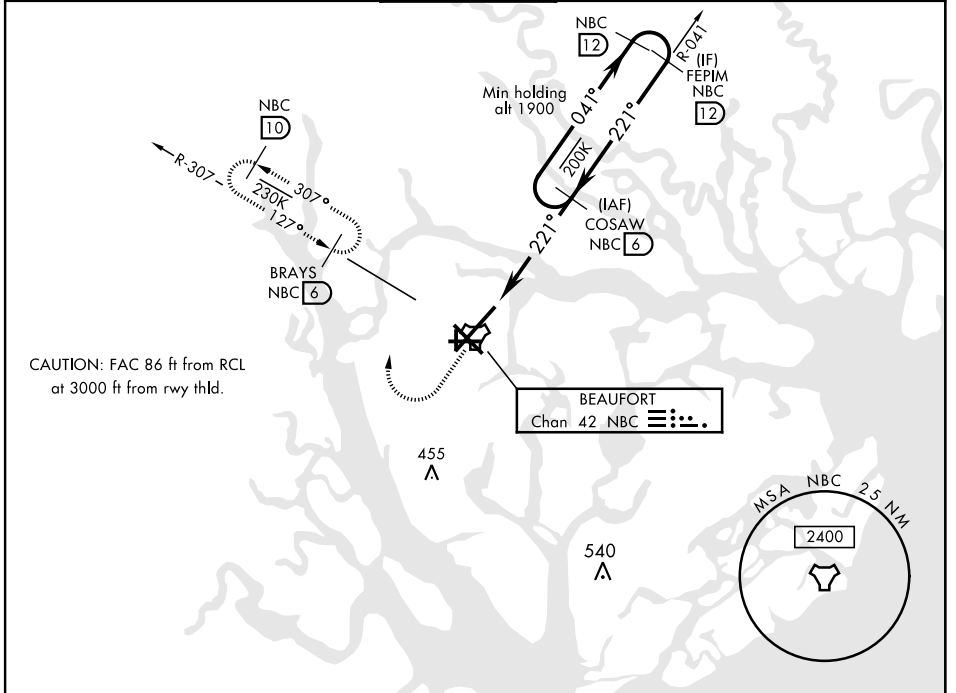 NBC
12
R-041
(IF)
FEPIM
NBC
12
Min holding
alt 1900
041°
221°
200K
NBC
10
R-307
307°
230K
127°
(IAF)
COSAW
NBC 6
221°
BRAYS
NBC 6
CAUTION: FAC 86 ft from RCL
at 3000 ft from rwy thld.
BEAUFORT
Chan 42 NBC
455
540
MSA NBC 25 NM
2400